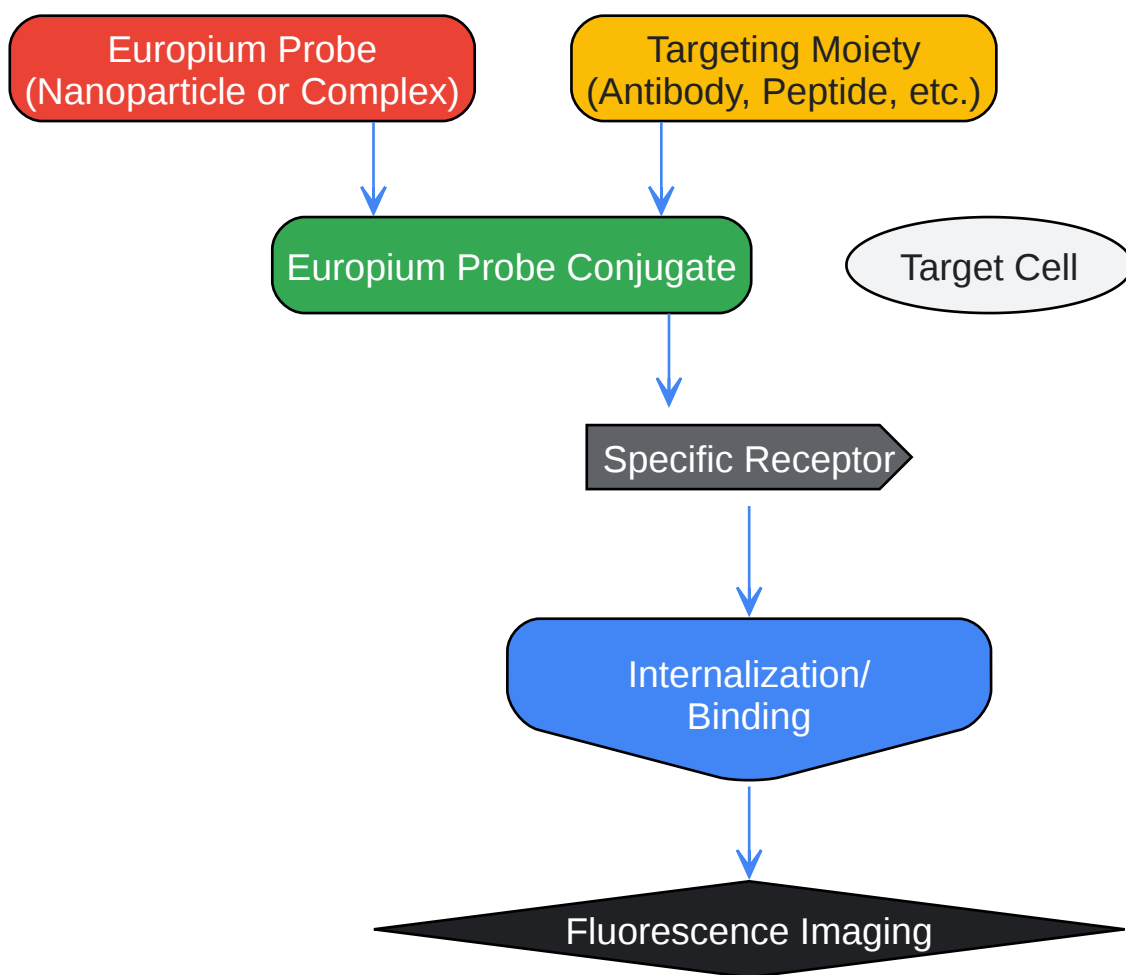 Europium Probe
(Nanoparticle or Complex)
Targeting Moiety
(Antibody, Peptide, etc.)
Europium Probe Conjugate
Target Cell
Specific Receptor
Internalization/
Binding
Fluorescence Imaging